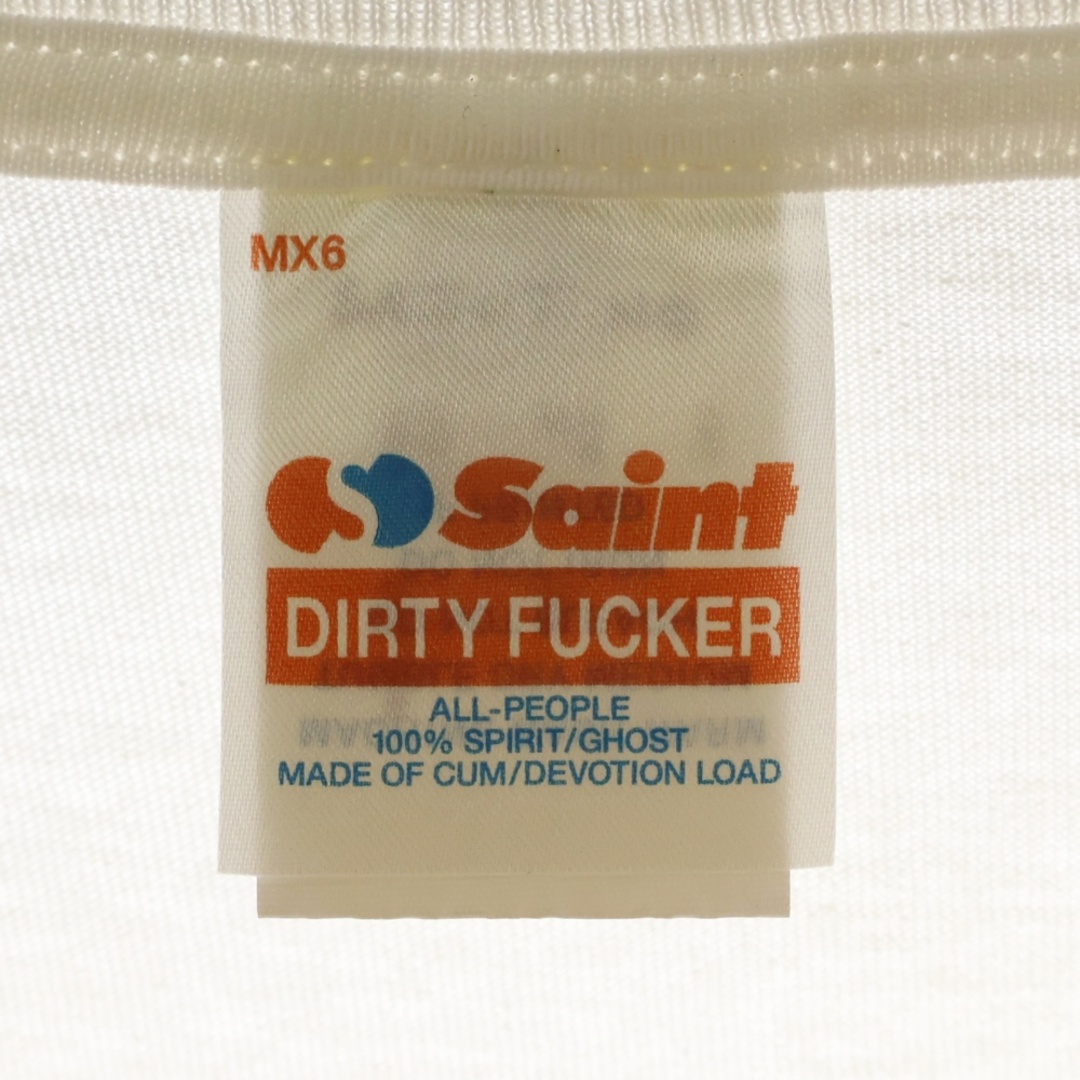 MX6
Saint
DIRTY FUCKER
ALL-PEOPLE
100% SPIRIT/GHOST
MADE OF CUM/DEVOTION LOAD